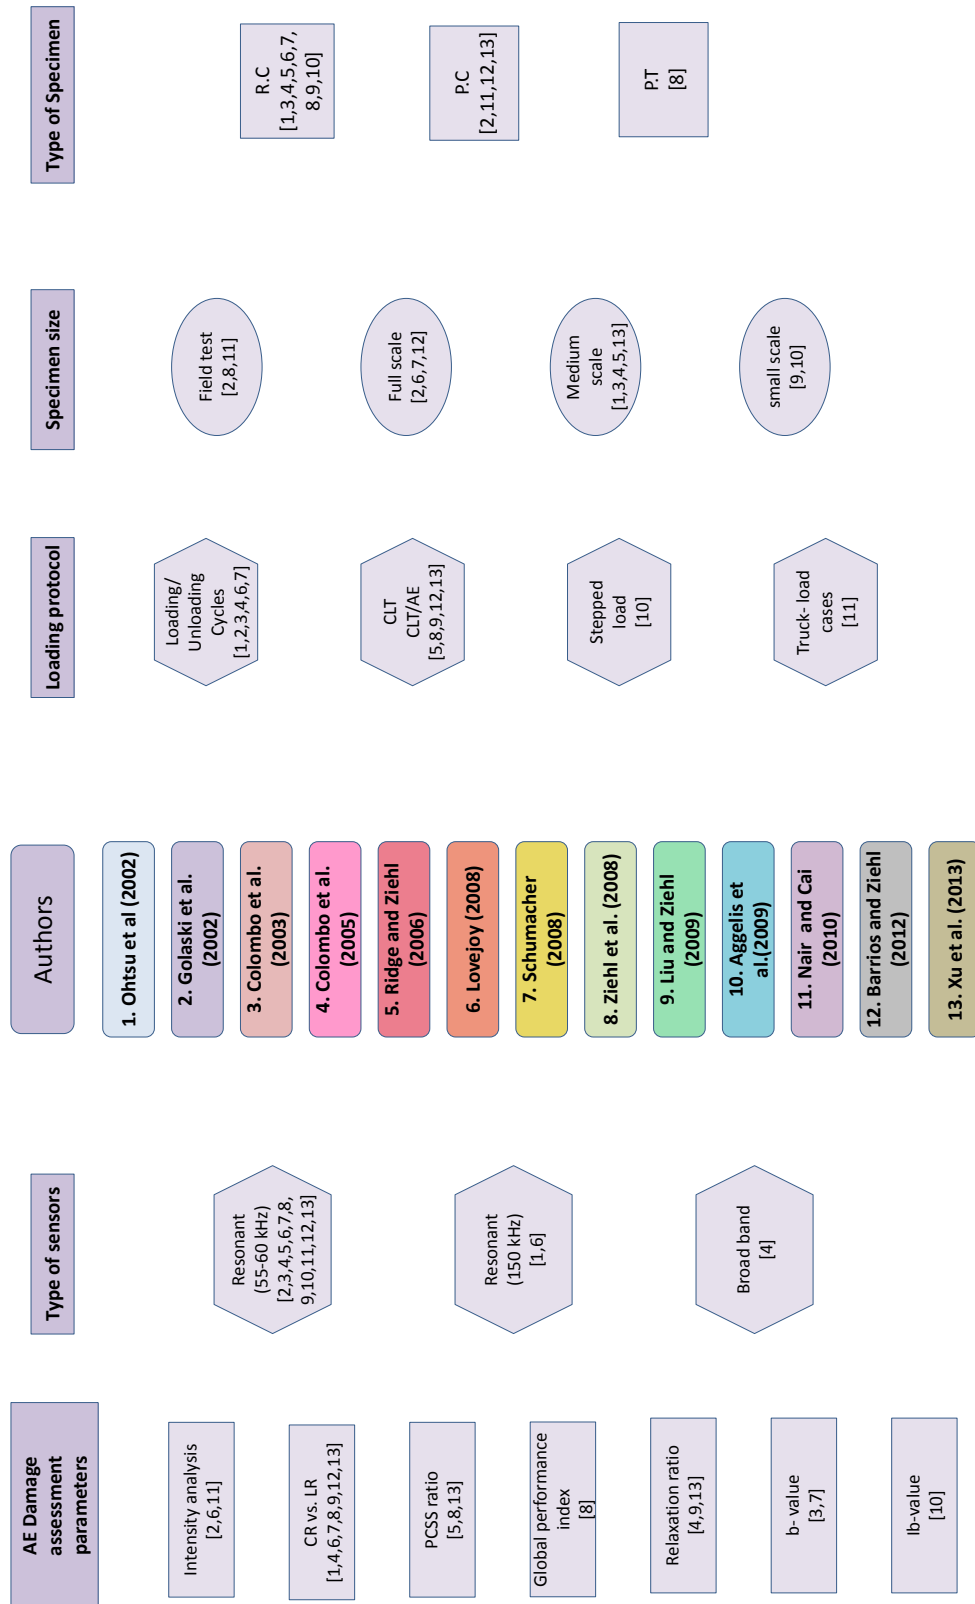 AE Damage
assessment
parameters
Intensity analysis
[2,6,11]
CR vs. LR
[1,4,6,7,8,9,12,13]
PCSS ratio
[5,8,13]
Global performance
index
[8]
Relaxation ratio
[4,9,13]
b- value
[3,7]
Ib-value
[10]
Type of sensors
Resonant
(55-60 kHz)
[2,3,4,5,6,7,8,
9,10,11,12,13]
Resonant
(150 kHz)
[1,6]
Broad band
[4]
Authors
1. Ohtsu et al (2002)
2. Golaski et al.
(2002)
3. Colombo et al.
(2003)
4. Colombo et al.
(2005)
5. Ridge and Ziehl
(2006)
6. Lovejoy (2008)
7. Schumacher
(2008)
8. Ziehl et al. (2008)
9. Liu and Ziehl
(2009)
10. Aggelis et
al.(2009)
11. Nair and Cai
(2010)
12. Barrios and Ziehl
(2012)
13. Xu et al. (2013)
Loading protocol
Loading/
Unloading
Cycles
[1,2,3,4,6,7]
CLT
CLT/AE
[5,8,9,12,13]
Stepped
load
[10]
Truck- load
cases
[11]
Specimen size
Field test
[2,8,11]
Full scale
[2,6,7,12]
Medium
scale
[1,3,4,5,13]
small scale
[9,10]
Type of Specimen
R.C
[1,3,4,5,6,7,
8,9,10]
P.C
[2,11,12,13]
P.T
[8]